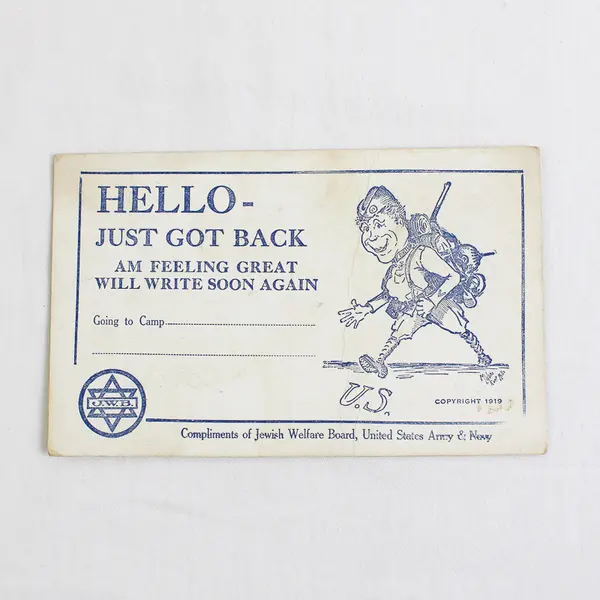 HELLO -
JUST GOT BACK
AM FEELING GREAT
WILL WRITE SOON AGAIN
Going to Camp
U.S.
COPYRIGHT 1919
J.W.B.
Compliments of Jewish Welfare Board, United States Army & Navy